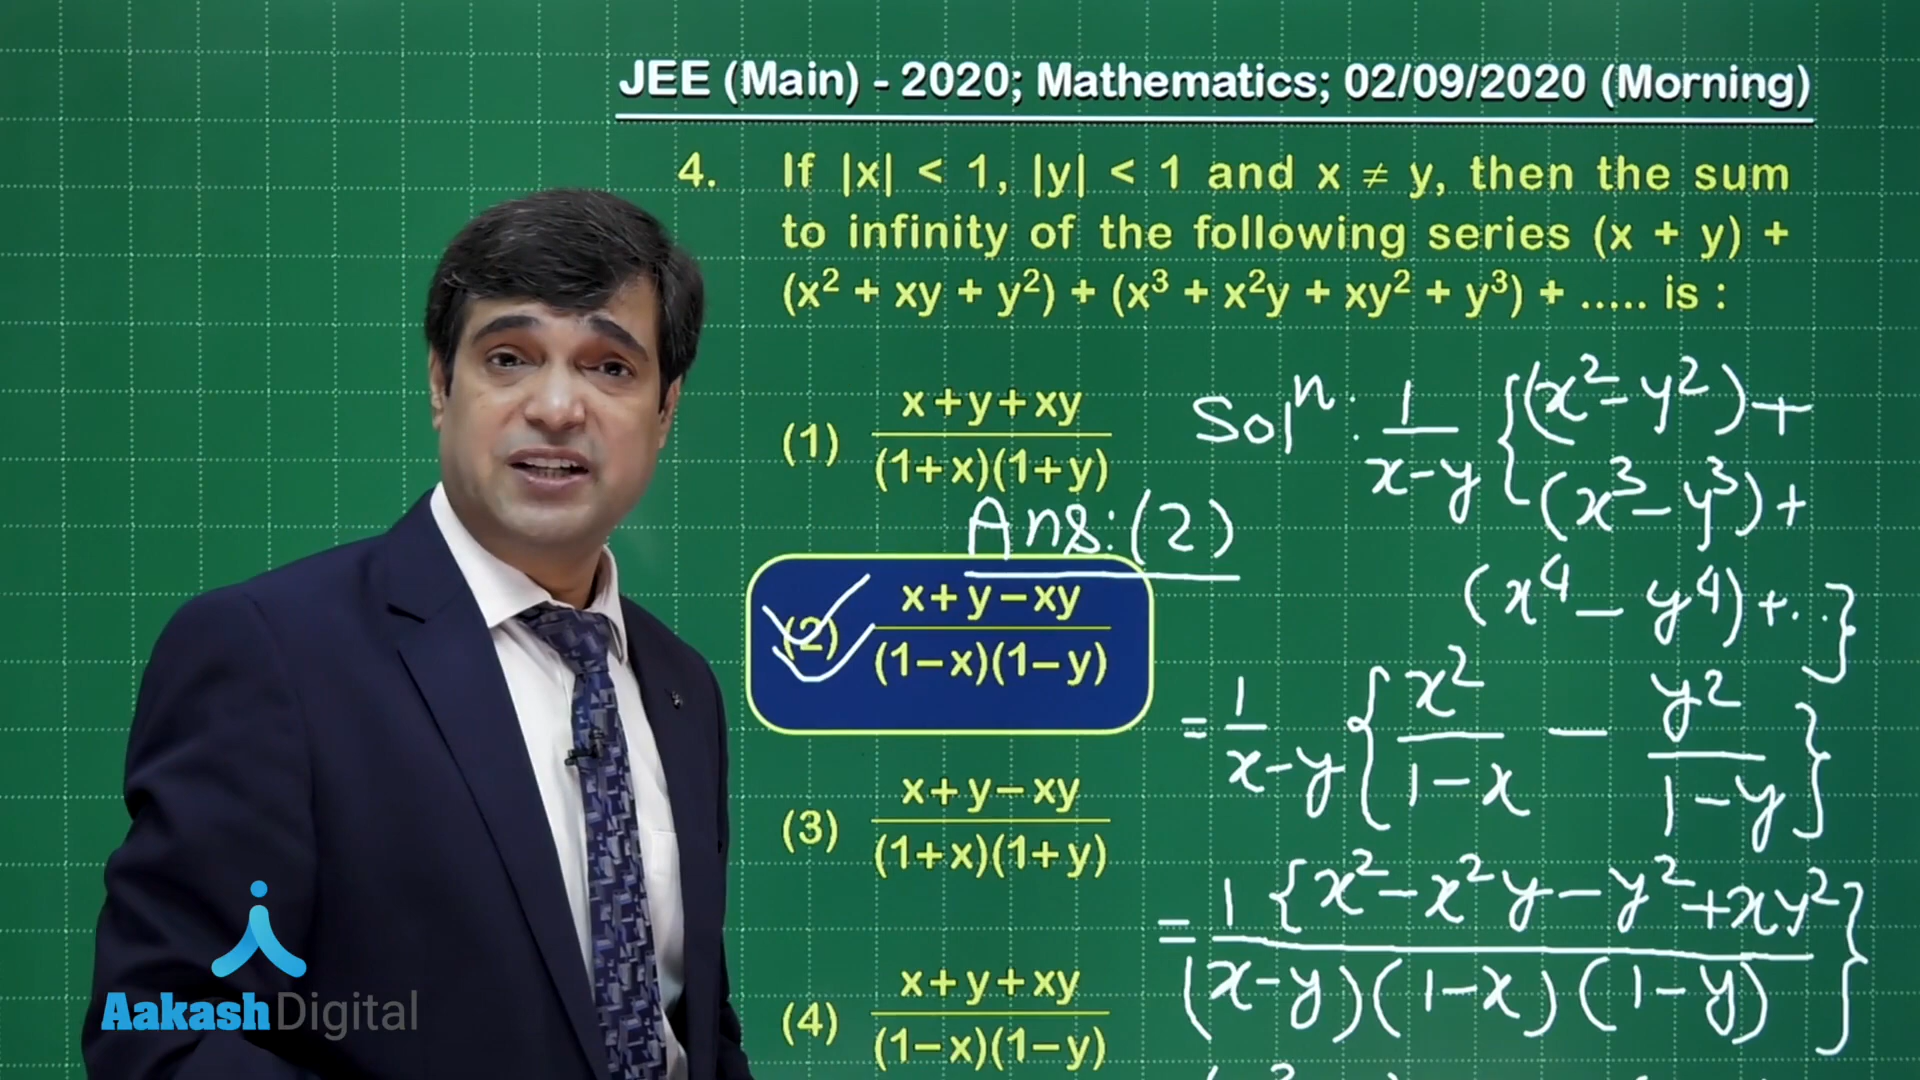 JEE (Main) - 2020; Mathematics; 02/09/2020 (Morning)
4. If |x| < 1, |y| < 1 and x ≠ y, then the sum
to infinity of the following series (x + y) +
(x² + xy + y²) + (x³ + x²y + xy² + y³) + ..... is :
(1) x+y+xy
(1+x)(1+y)
Ans:(2)
(2) x+y−xy
(1−x)(1−y)
(3) x+y−xy
(1+x)(1+y)
(4) x+y+xy
(1−x)(1−y)
Solⁿ: 1/(x−y) {(x²−y²)+
(x³−y³)+
(x⁴−y⁴)+..}
= 1/(x−y) {x²/(1−x) − y²/(1−y)}
= 1{x²−x²y−y²+xy²}
(x−y)(1−x)(1−y)
Aakash Digital